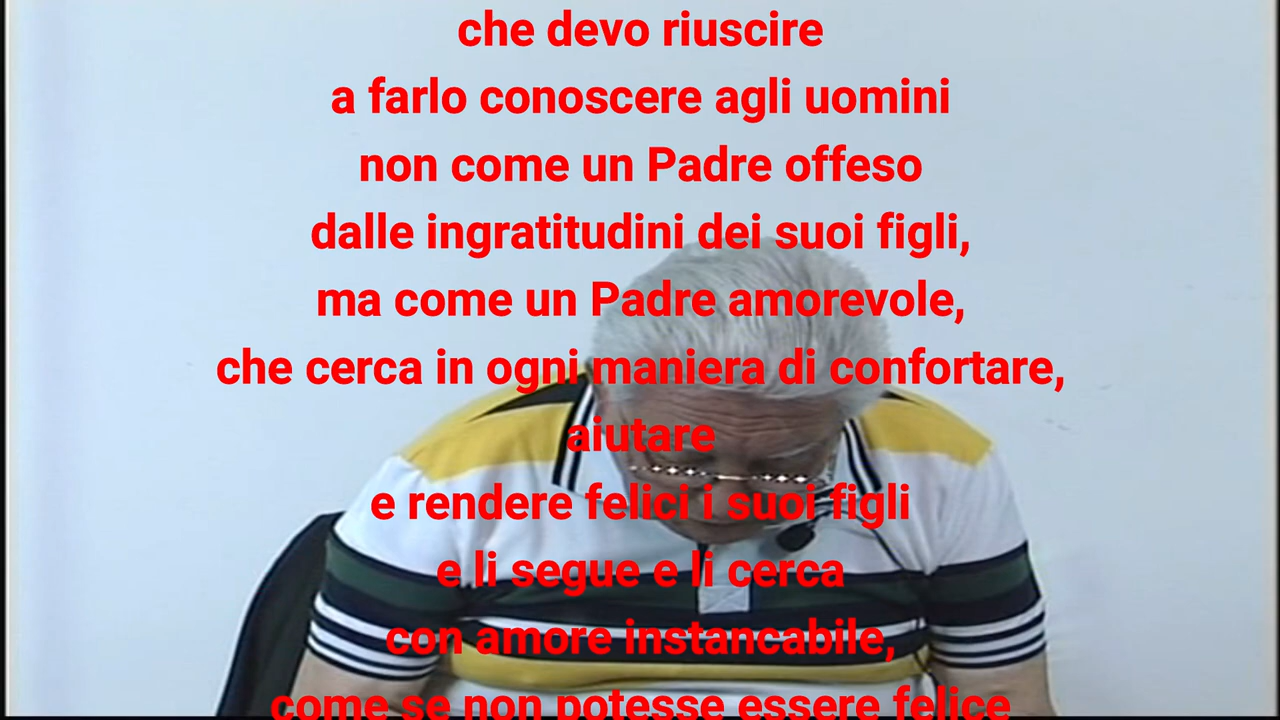 che devo riuscire
a farlo conoscere agli uomini
non come un Padre offeso
dalle ingratitudini dei suoi figli,
ma come un Padre amorevole,
che cerca in ogni maniera di confortare,
aiutare
e rendere felici i suoi figli
e li segue e li cerca
con amore instancabile,
come se non potesse essere felice